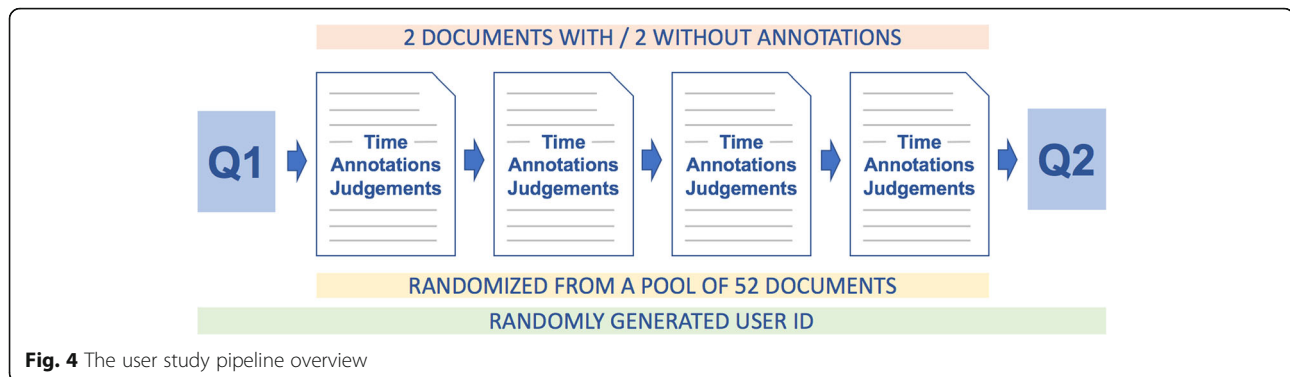 2 DOCUMENTS WITH / 2 WITHOUT ANNOTATIONS
Q1
Time
Annotations
Judgements
Time
Annotations
Judgements
Time
Annotations
Judgements
Time
Annotations
Judgements
Q2
RANDOMIZED FROM A POOL OF 52 DOCUMENTS
RANDOMLY GENERATED USER ID
Fig. 4 The user study pipeline overview